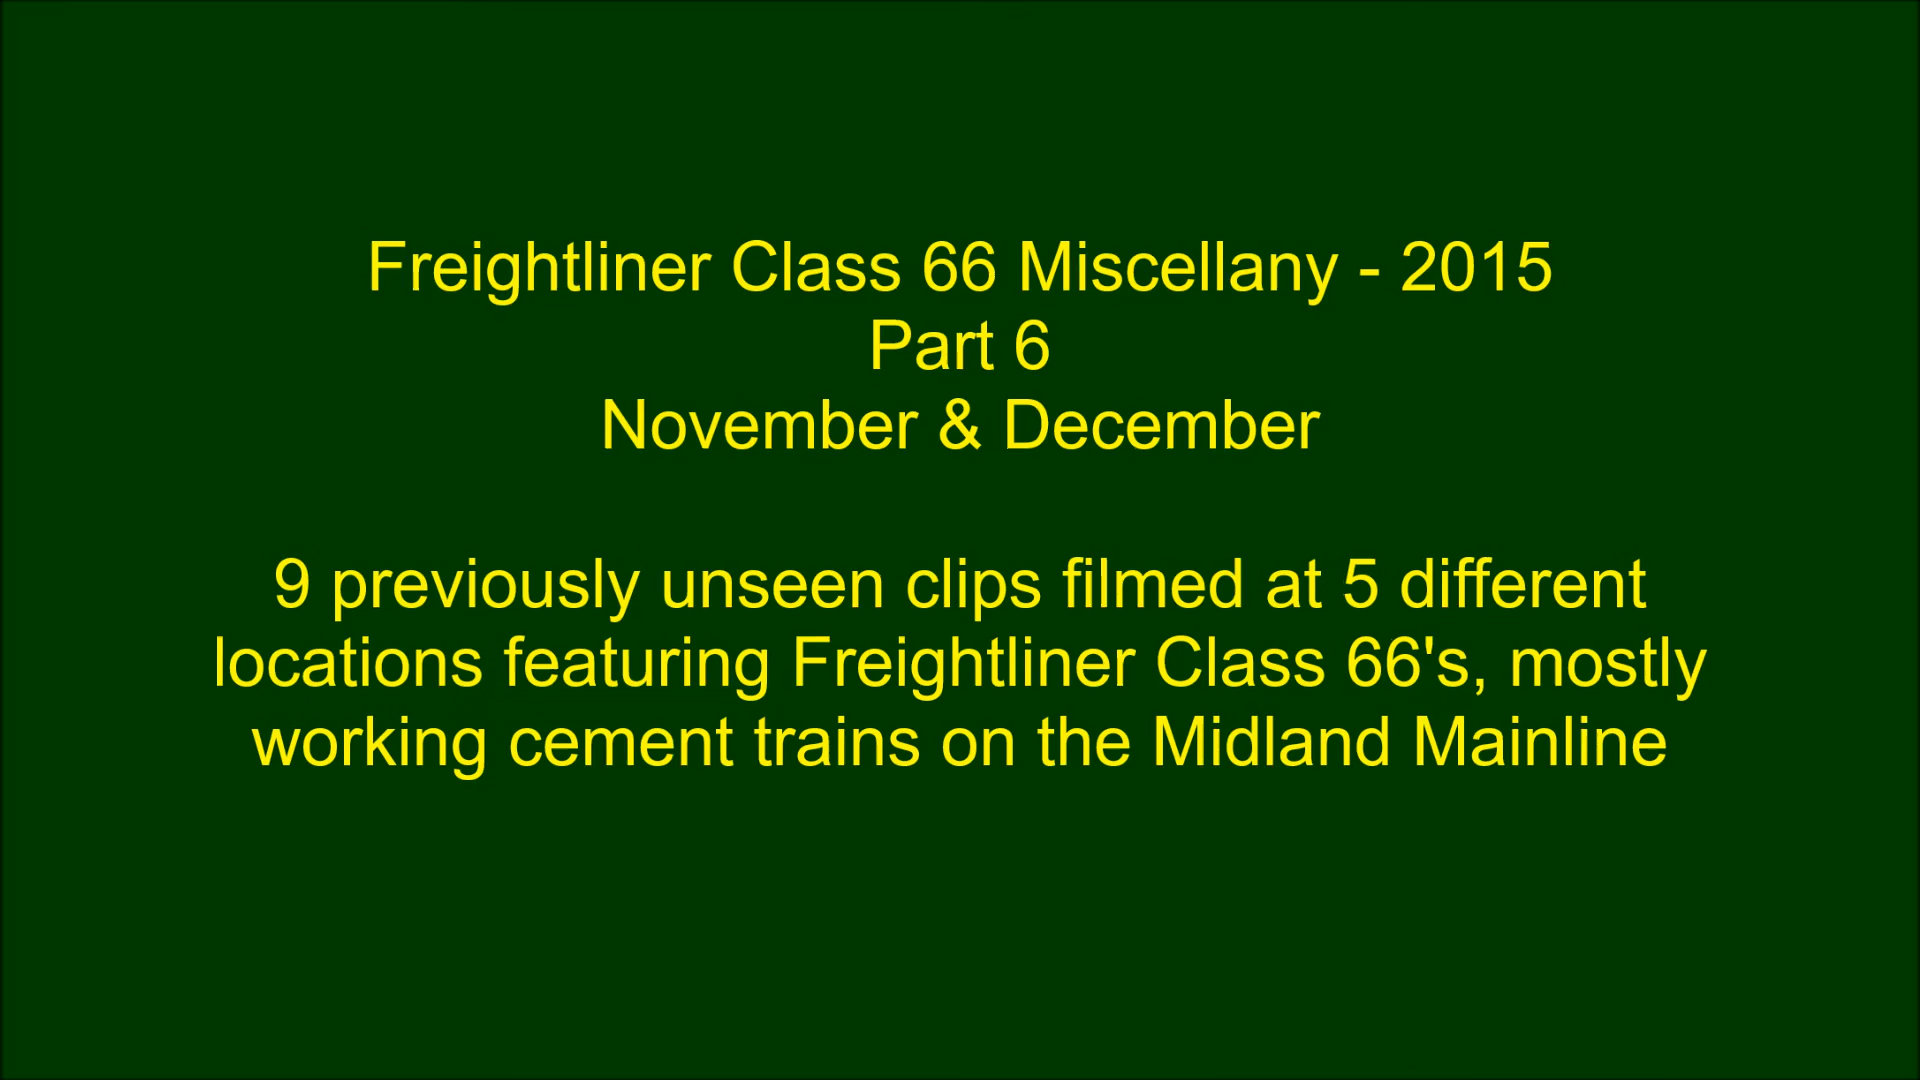 Freightliner Class 66 Miscellany - 2015
Part 6
November & December
9 previously unseen clips filmed at 5 different
locations featuring Freightliner Class 66's, mostly
working cement trains on the Midland Mainline